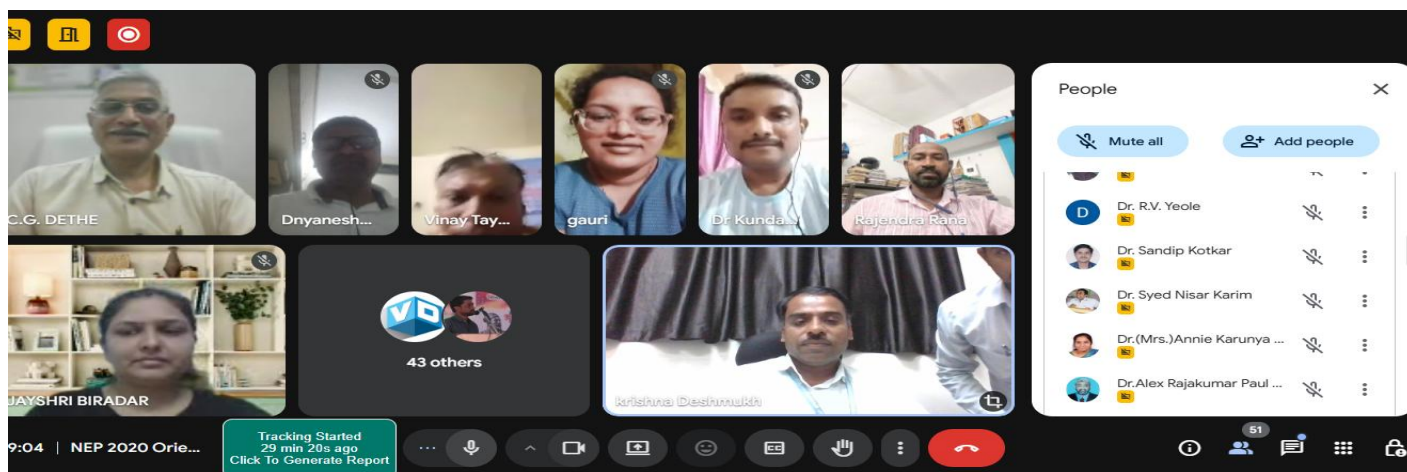 People
Mute all
Add people
C.G. DETHE
Dnyanesh...
Vinay Tay...
gauri
Dr Kunda...
Rajendra Rana
Dr. R.V. Yeole
D
Dr. Sandip Kotkar
Dr. Syed Nisar Karim
Dr.(Mrs.)Annie Karunya ...
Dr.Alex Rajakumar Paul ...
JAYSHRI BIRADAR
VD
43 others
krishna Deshmukh
9:04 | NEP 2020 Orie...
Tracking Started
29 min 20s ago
Click To Generate Report
CC
51